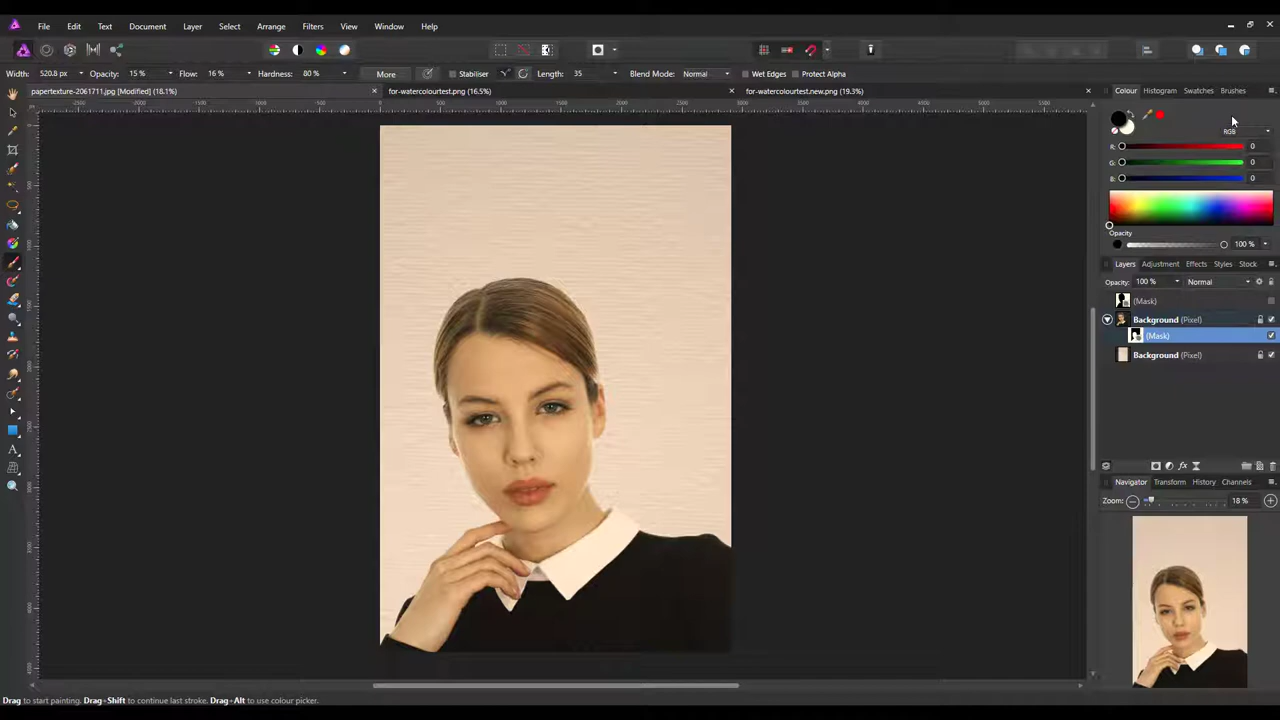 File Edit Text Document Layer Select Arrange Filters View Window Help
Width: 520.8 px Opacity: 15 % Flow: 16 % Hardness: 80 % More Stabiliser Length: 35 Blend Mode: Normal Wet Edges Protect Alpha
papertexture-2061711.jpg [Modified] (18.1%) for-watercolourtest.png (16.5%) for-watercolourtest.new.png (19.3%)
Colour Histogram Swatches Brushes
RGB
R: 0
G: 0
B: 0
Opacity
100 %
Layers Adjustment Effects Styles Stock
Opacity: 100 % Normal
(Mask)
Background (Pixel)
(Mask)
Background (Pixel)
Navigator Transform History Channels
Zoom: 18 %
Drag to start painting. Drag+Shift to continue last stroke. Drag+Alt to use colour picker.